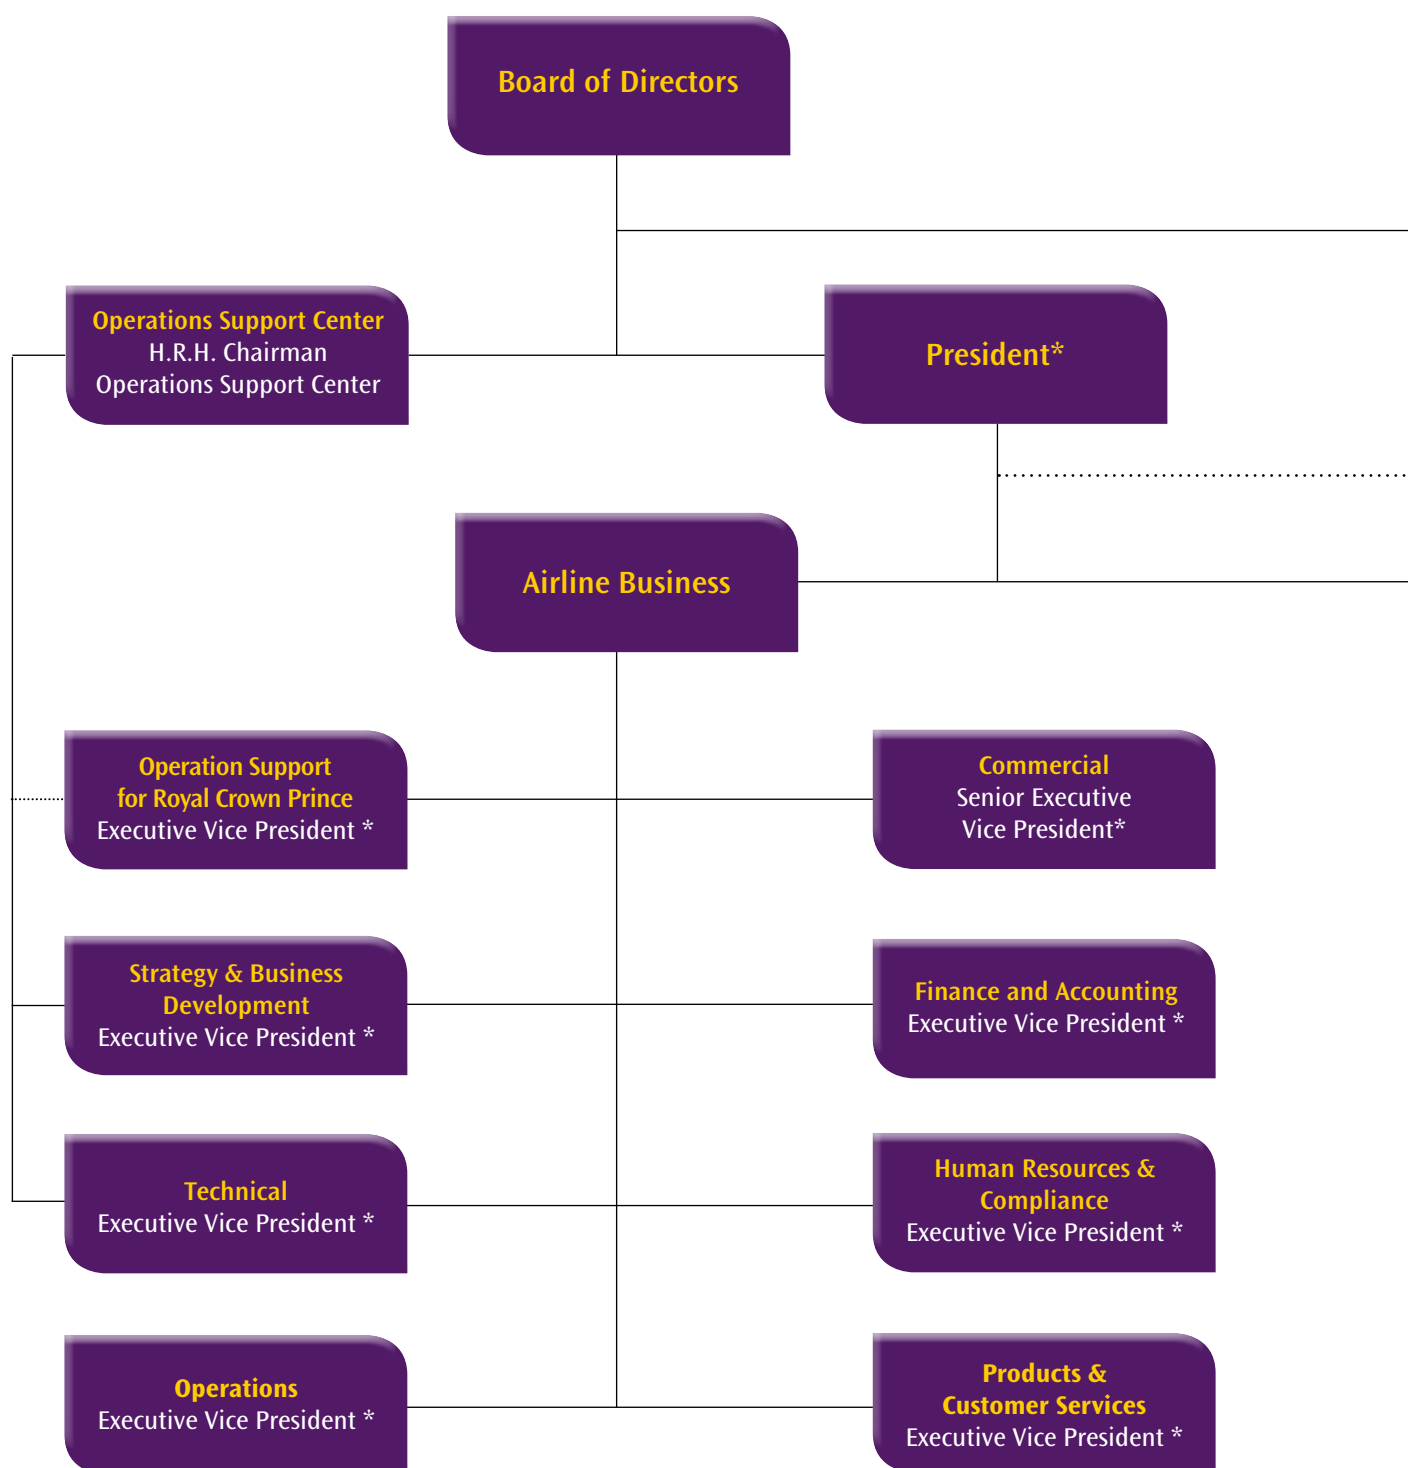 Board of Directors
Operations Support Center
H.R.H. Chairman
Operations Support Center
President*
Airline Business
Operation Support
for Royal Crown Prince
Executive Vice President *
Commercial
Senior Executive
Vice President*
Strategy & Business
Development
Executive Vice President *
Finance and Accounting
Executive Vice President *
Technical
Executive Vice President *
Human Resources &
Compliance
Executive Vice President *
Operations
Executive Vice President *
Products &
Customer Services
Executive Vice President *